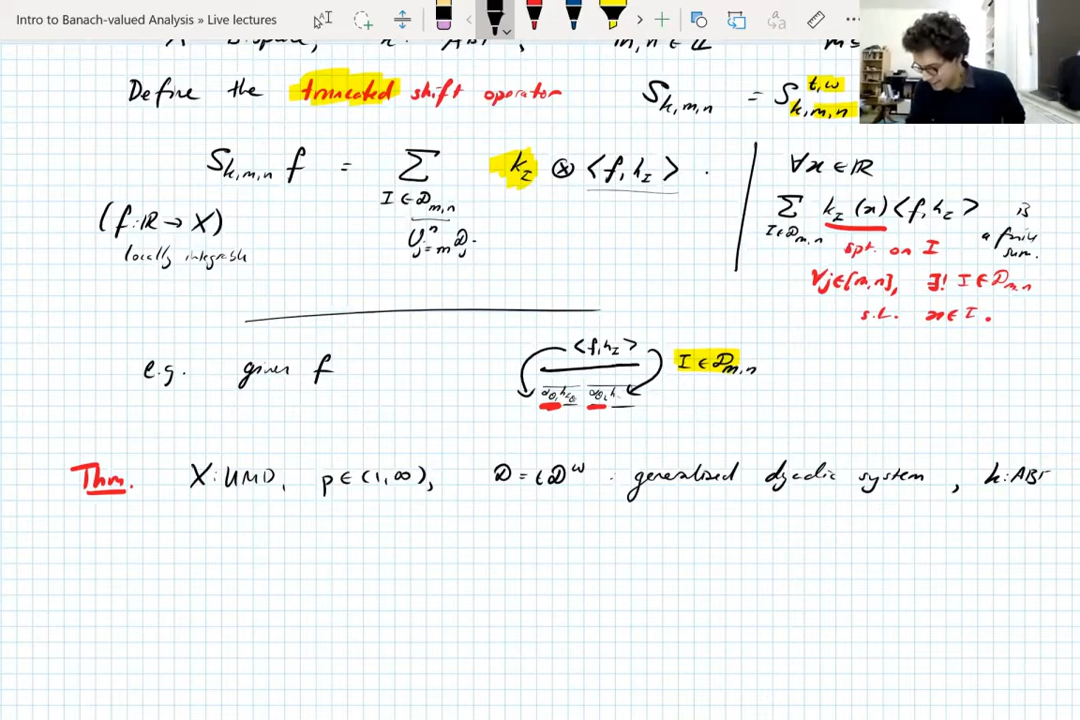 Intro to Banach-valued Analysis » Live lectures
m, n ∈ ℤ
Define the truncated shift operator S_{k,m,n} = S^{t,w}_{k,m,n}
S_{k,m,n} f = Σ_{I ∈ D_{m,n}} k_I ⊗ <f, h_I> .
∪_{j=m}^{n} D_j
(f: ℝ → X)
locally integrable
∀x ∈ ℝ
Σ_{I ∈ D_{m,n}} k_I (x) <f, h_I> is
a finite sum.
spt. on I
∀j ∈ [m, n], ∃! I ∈ D_{m,n}
s.t. x ∈ I.
e.g. given f
<f, h_I>
I ∈ D_{m,n}
Thm. X: UMD, p ∈ (1, ∞), D = tD^w : generalised dyadic system, k: ABF